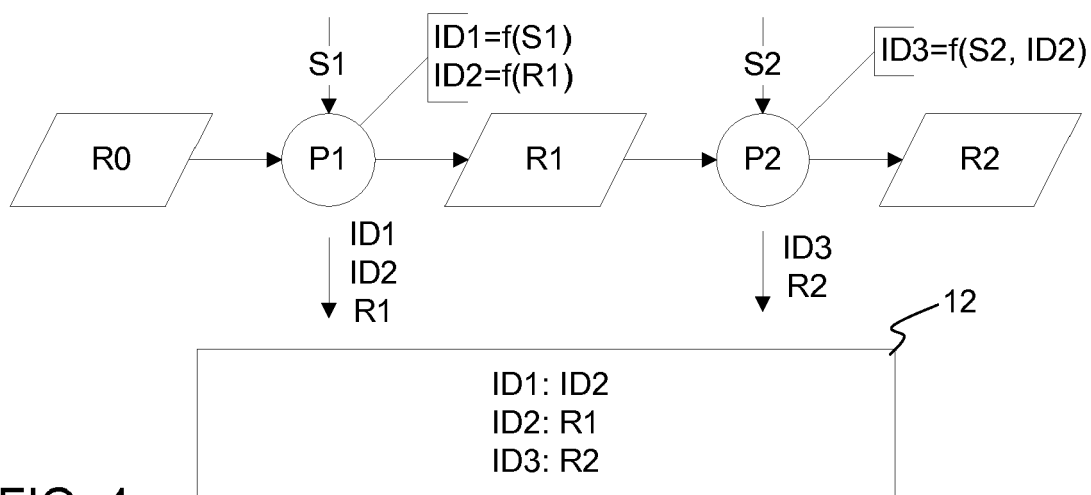 ID1=f(S1)
ID2=f(R1)
ID3=f(S2, ID2)
S1
S2
R0
P1
R1
P2
R2
ID1
ID2
R1
ID3
R2
12
ID1: ID2
ID2: R1
ID3: R2